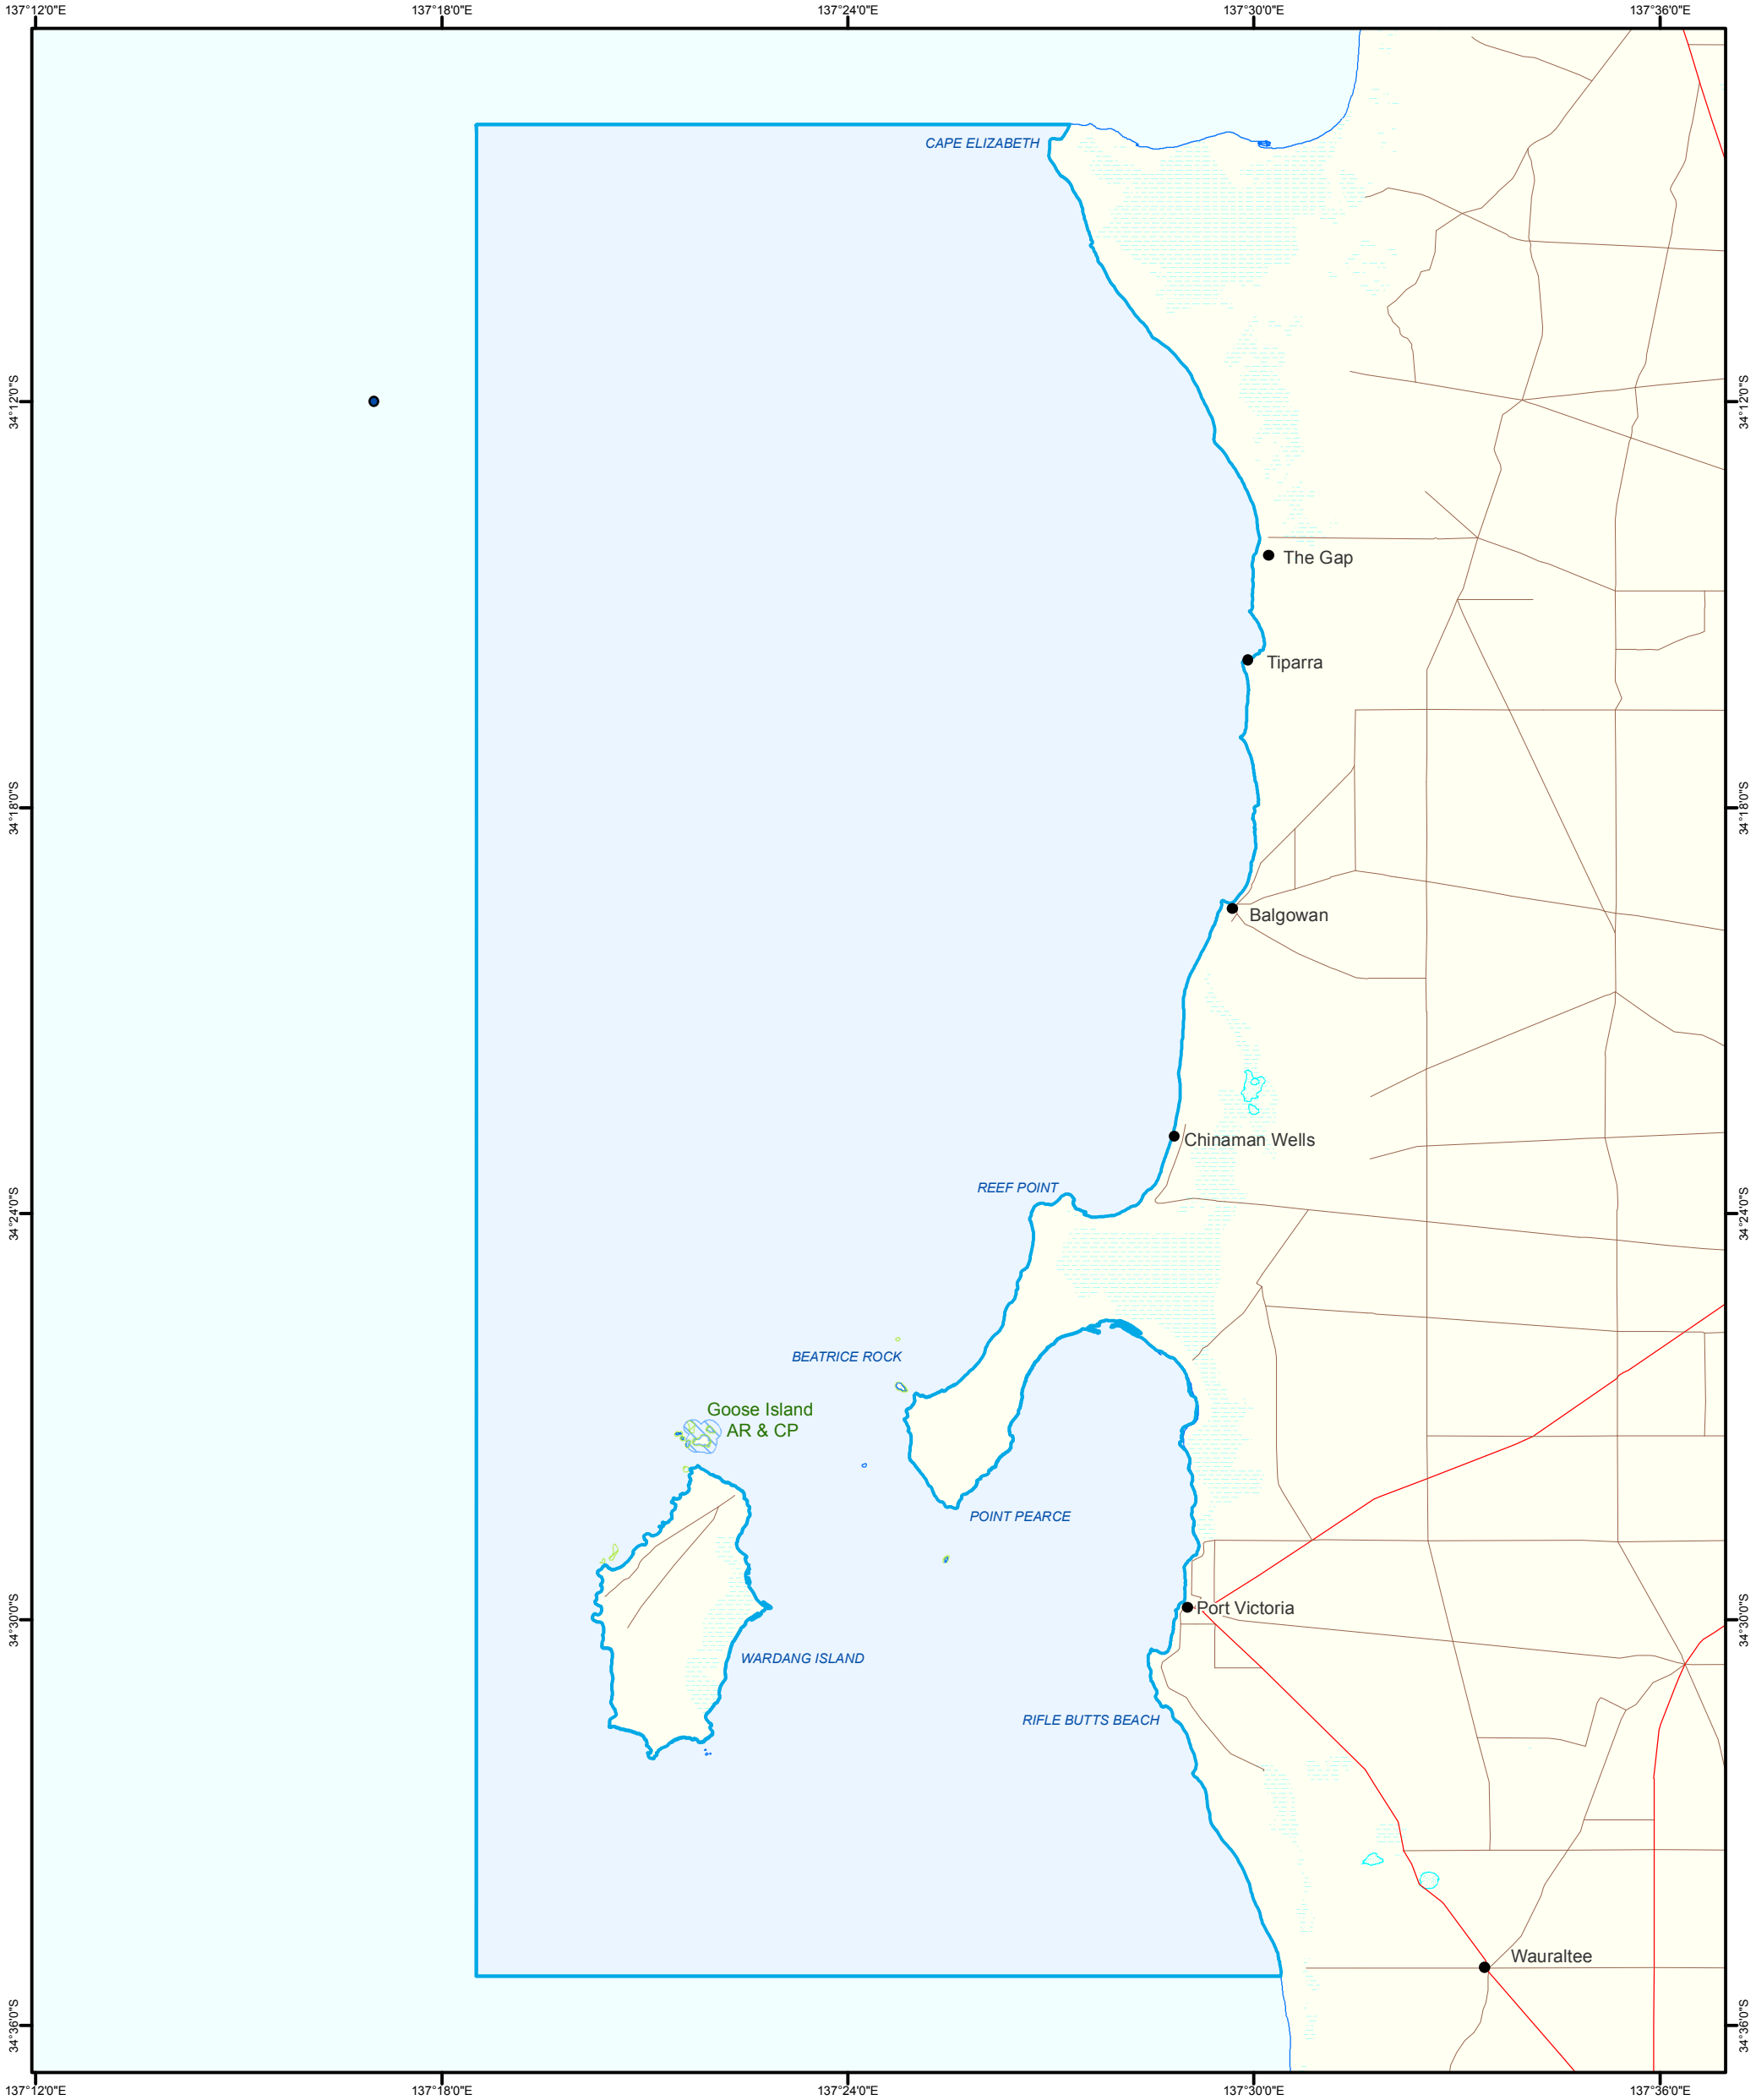 137°12'0"E
137°18'0"E
137°24'0"E
137°30'0"E
137°36'0"E
CAPE ELIZABETH
34°12'0"S
34°12'0"S
The Gap
Tiparra
34°18'0"S
34°18'0"S
Balgowan
Chinaman Wells
REEF POINT
34°24'0"S
34°24'0"S
BEATRICE ROCK
Goose Island
AR & CP
POINT PEARCE
Port Victoria
34°30'0"S
34°30'0"S
WARDANG ISLAND
RIFLE BUTTS BEACH
Wauraltee
34°36'0"S
34°36'0"S
137°12'0"E
137°18'0"E
137°24'0"E
137°30'0"E
137°36'0"E